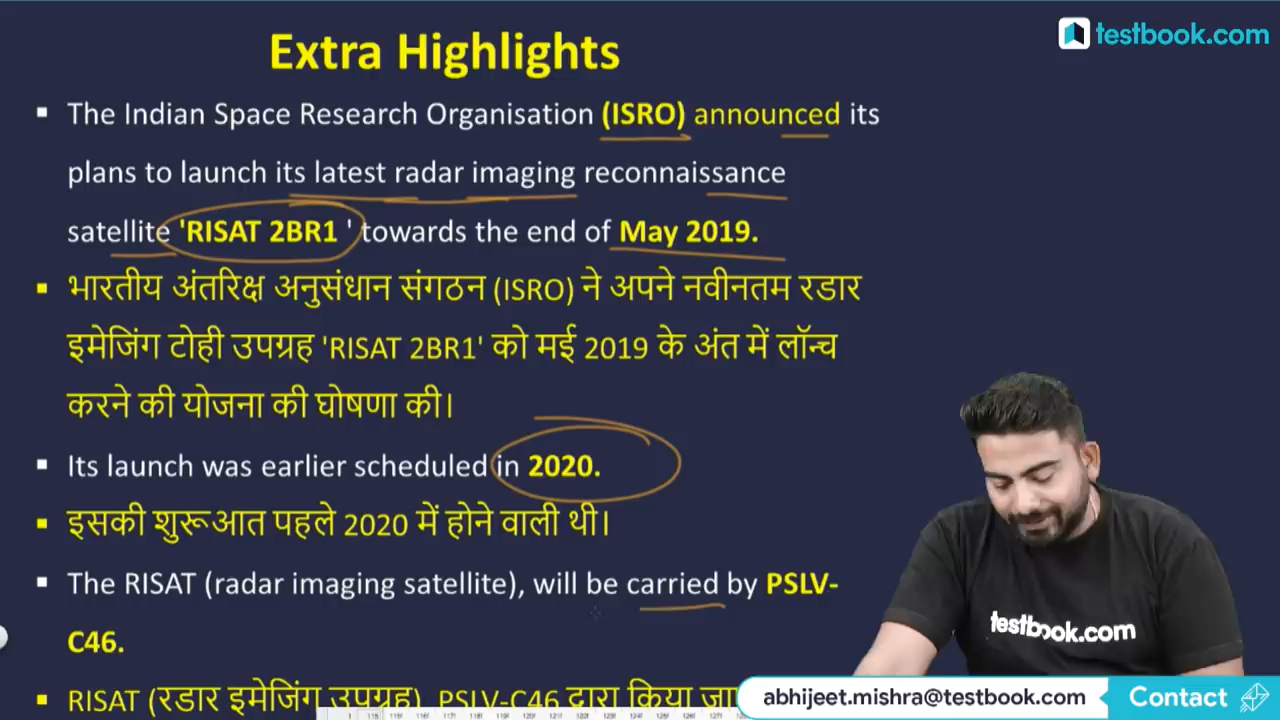 testbook.com
Extra Highlights
▪ The Indian Space Research Organisation (ISRO) announced its
plans to launch its latest radar imaging reconnaissance
satellite 'RISAT 2BR1 ' towards the end of May 2019.
▪ भारतीय अंतरिक्ष अनुसंधान संगठन (ISRO) ने अपने नवीनतम रडार
इमेजिंग टोही उपग्रह 'RISAT 2BR1' को मई 2019 के अंत में लॉन्च
करने की योजना की घोषणा की।
▪ Its launch was earlier scheduled in 2020.
▪ इसकी शुरूआत पहले 2020 में होने वाली थी।
▪ The RISAT (radar imaging satellite), will be carried by PSLV-
C46.
▪ RISAT (रडार इमेजिंग उपग्रह), PSLV-C46 द्वारा किया
testbook.com
abhijeet.mishra@testbook.com Contact